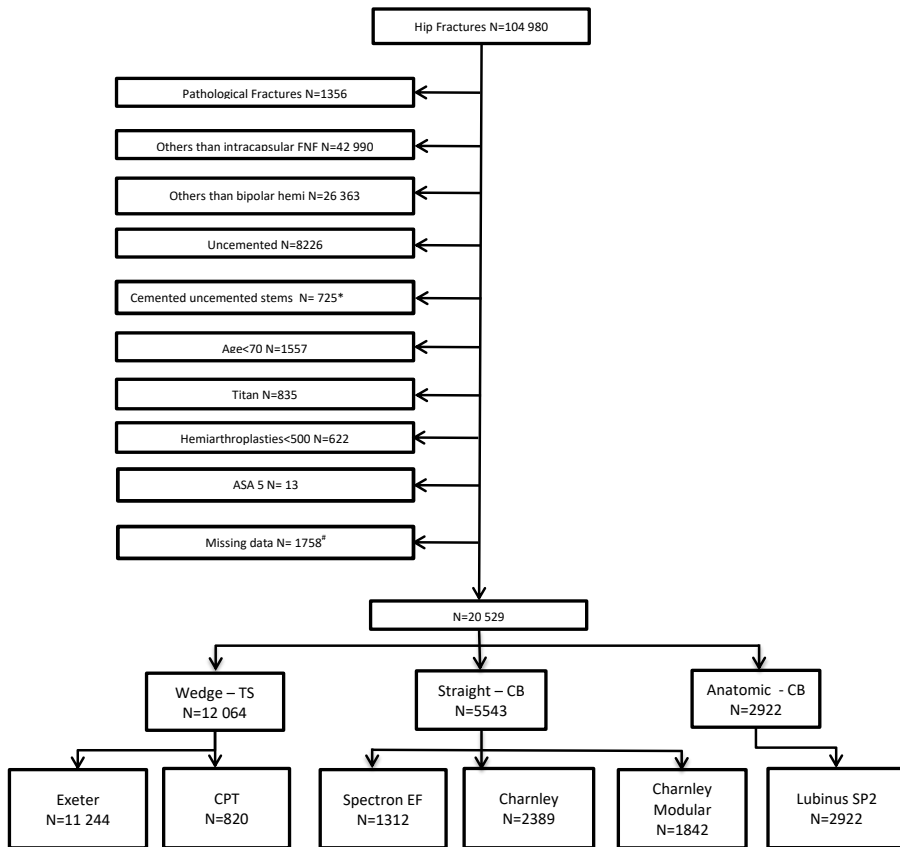 Hip Fractures N=104 980
Pathological Fractures N=1356
Others than intracapsular FNF N=42 990
Others than bipolar hemi N=26 363
Uncemented N=8226
Cemented uncemented stems N= 725*
Age<70 N=1557
Titan N=835
Hemiarthroplasties<500 N=622
ASA 5 N= 13
Missing data N= 1758#
N=20 529
Wedge – TS
N=12 064
Straight – CB
N=5543
Anatomic - CB
N=2922
Exeter
N=11 244
CPT
N=820
Spectron EF
N=1312
Charnley
N=2389
Charnley
Modular
N=1842
Lubinus SP2
N=2922